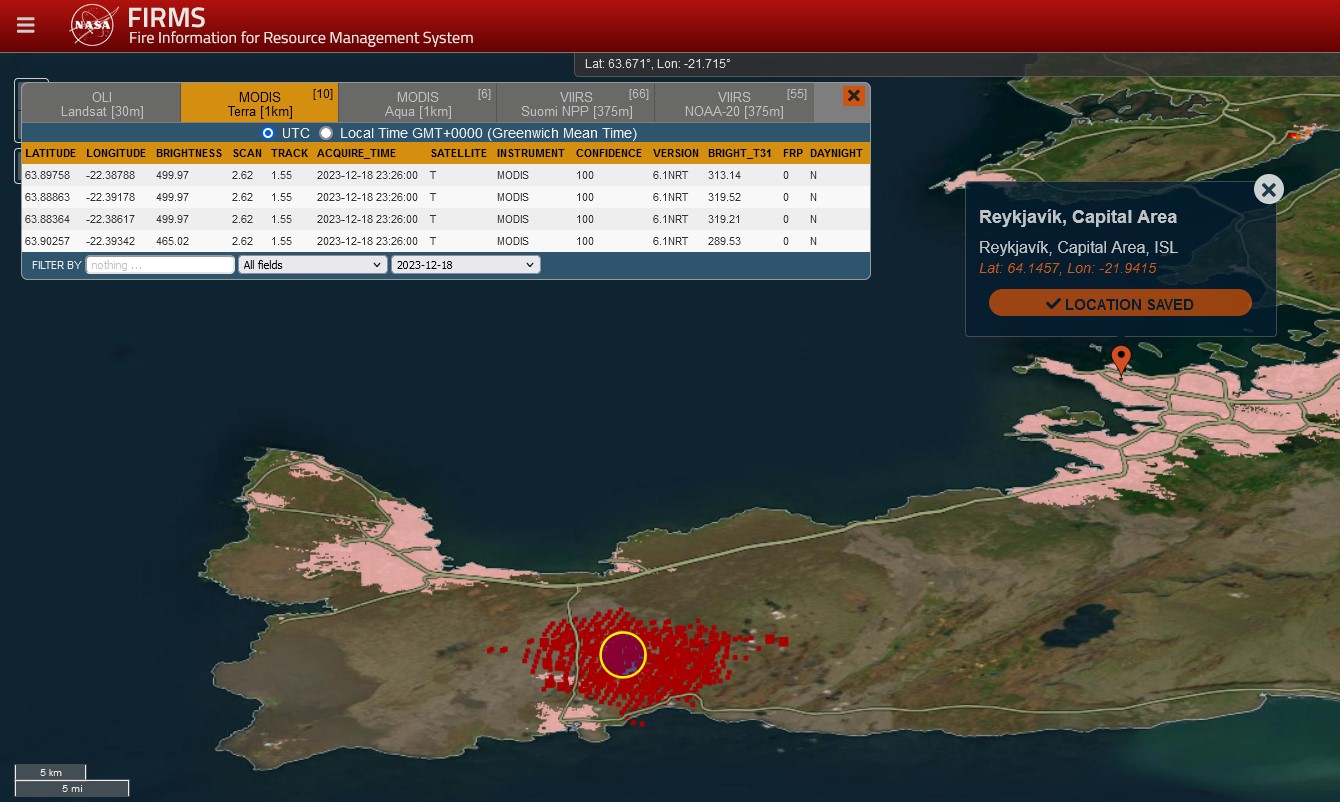 NASA
FIRMS
Fire Information for Resource Management System
Lat: 63.671°, Lon: -21.715°
OLI
Landsat [30m]
MODIS [10]
Terra [1km]
MODIS [6]
Aqua [1km]
VIIRS [66]
Suomi NPP [375m]
VIIRS [55]
NOAA-20 [375m]
UTC Local Time GMT+0000 (Greenwich Mean Time)
LATITUDE LONGITUDE BRIGHTNESS SCAN TRACK ACQUIRE_TIME SATELLITE INSTRUMENT CONFIDENCE VERSION BRIGHT_T31 FRP DAYNIGHT
63.89758 -22.38788 499.97 2.62 1.55 2023-12-18 23:26:00 T MODIS 100 6.1NRT 313.14 0 N
63.88863 -22.39178 499.97 2.62 1.55 2023-12-18 23:26:00 T MODIS 100 6.1NRT 319.52 0 N
63.88364 -22.38617 499.97 2.62 1.55 2023-12-18 23:26:00 T MODIS 100 6.1NRT 319.21 0 N
63.90257 -22.39342 465.02 2.62 1.55 2023-12-18 23:26:00 T MODIS 100 6.1NRT 289.53 0 N
FILTER BY nothing ... All fields 2023-12-18
Reykjavík, Capital Area
Reykjavík, Capital Area, ISL
Lat: 64.1457, Lon: -21.9415
LOCATION SAVED
5 km
5 mi